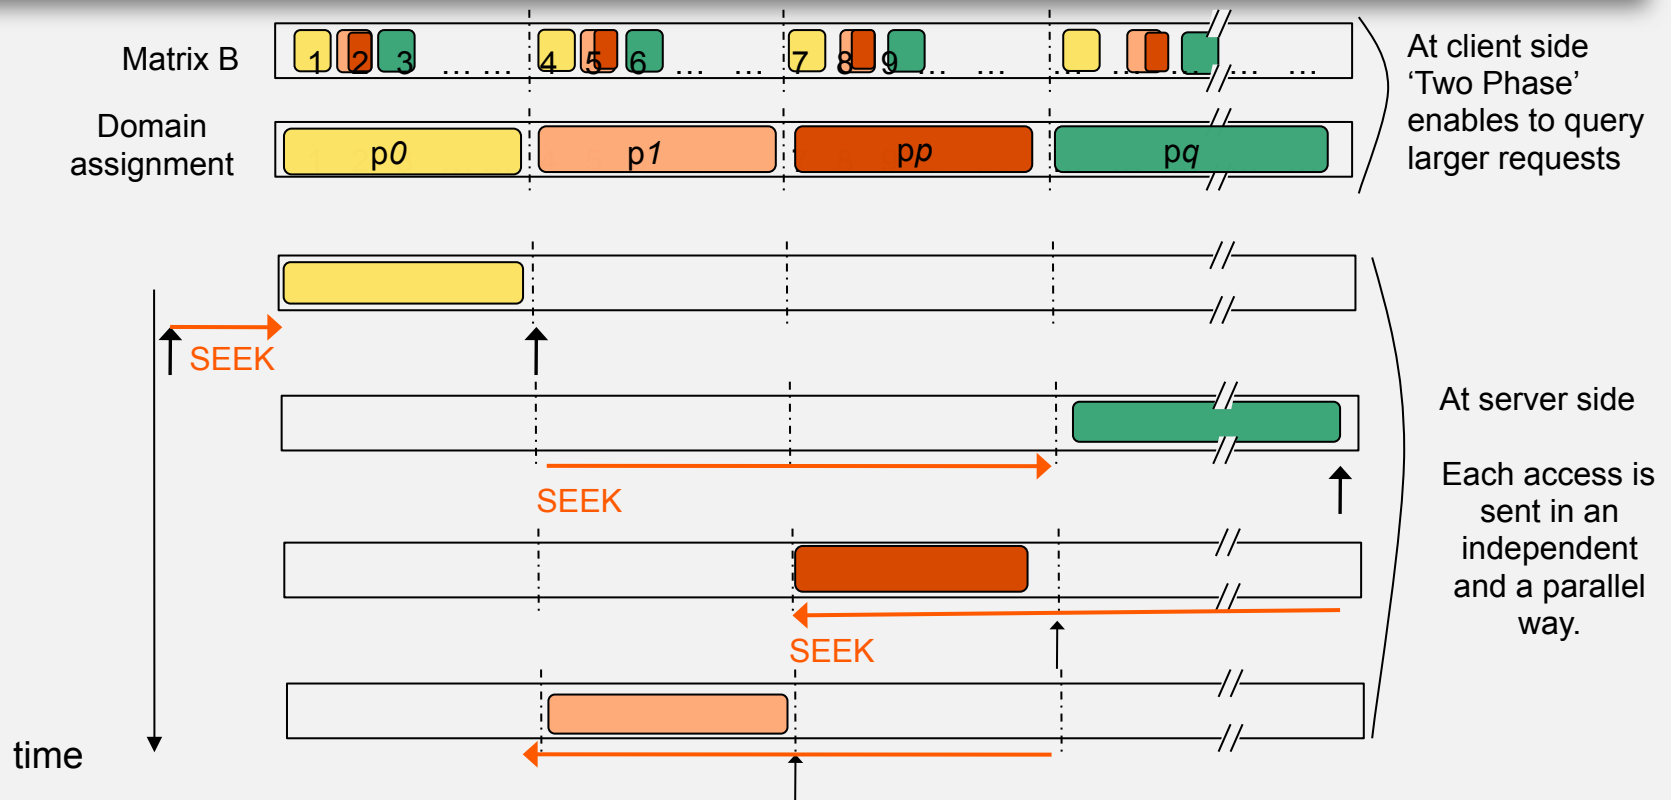 Matrix B
1 2 3 ... ... 4 5 6 ... ... 7 8 9 ... ... ... ... ... ... ...
At client side
‘Two Phase’
enables to query
larger requests
Domain
assignment
p0 p1 pp pq
SEEK
SEEK
At server side
Each access is
sent in an
independent
and a parallel
way.
SEEK
time